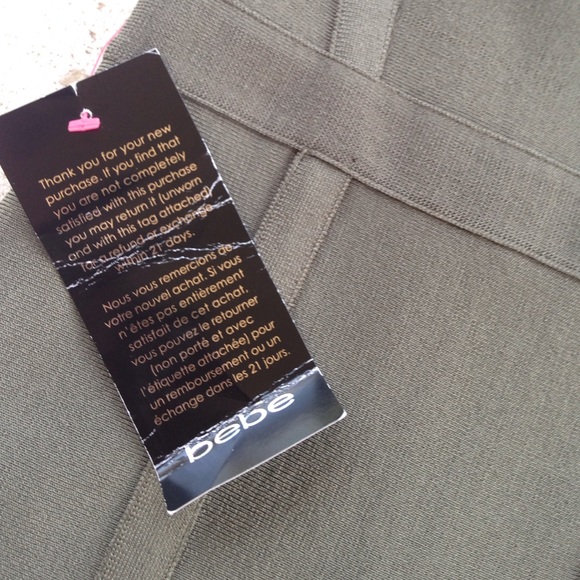 Thank you for your new
purchase. If you find that
you are not completely
satisfied with this purchase
you may return it (unworn
and with this tag attached)
for a refund or exchange
within 21 days.
Nous vous remercions de
votre nouvel achat. Si vous
n'êtes pas entièrement
satisfait de cet achat,
vous pouvez le retourner
(non porté et avec
l'étiquette attachée) pour
un remboursement ou un
échange dans les 21 jours.
bebe